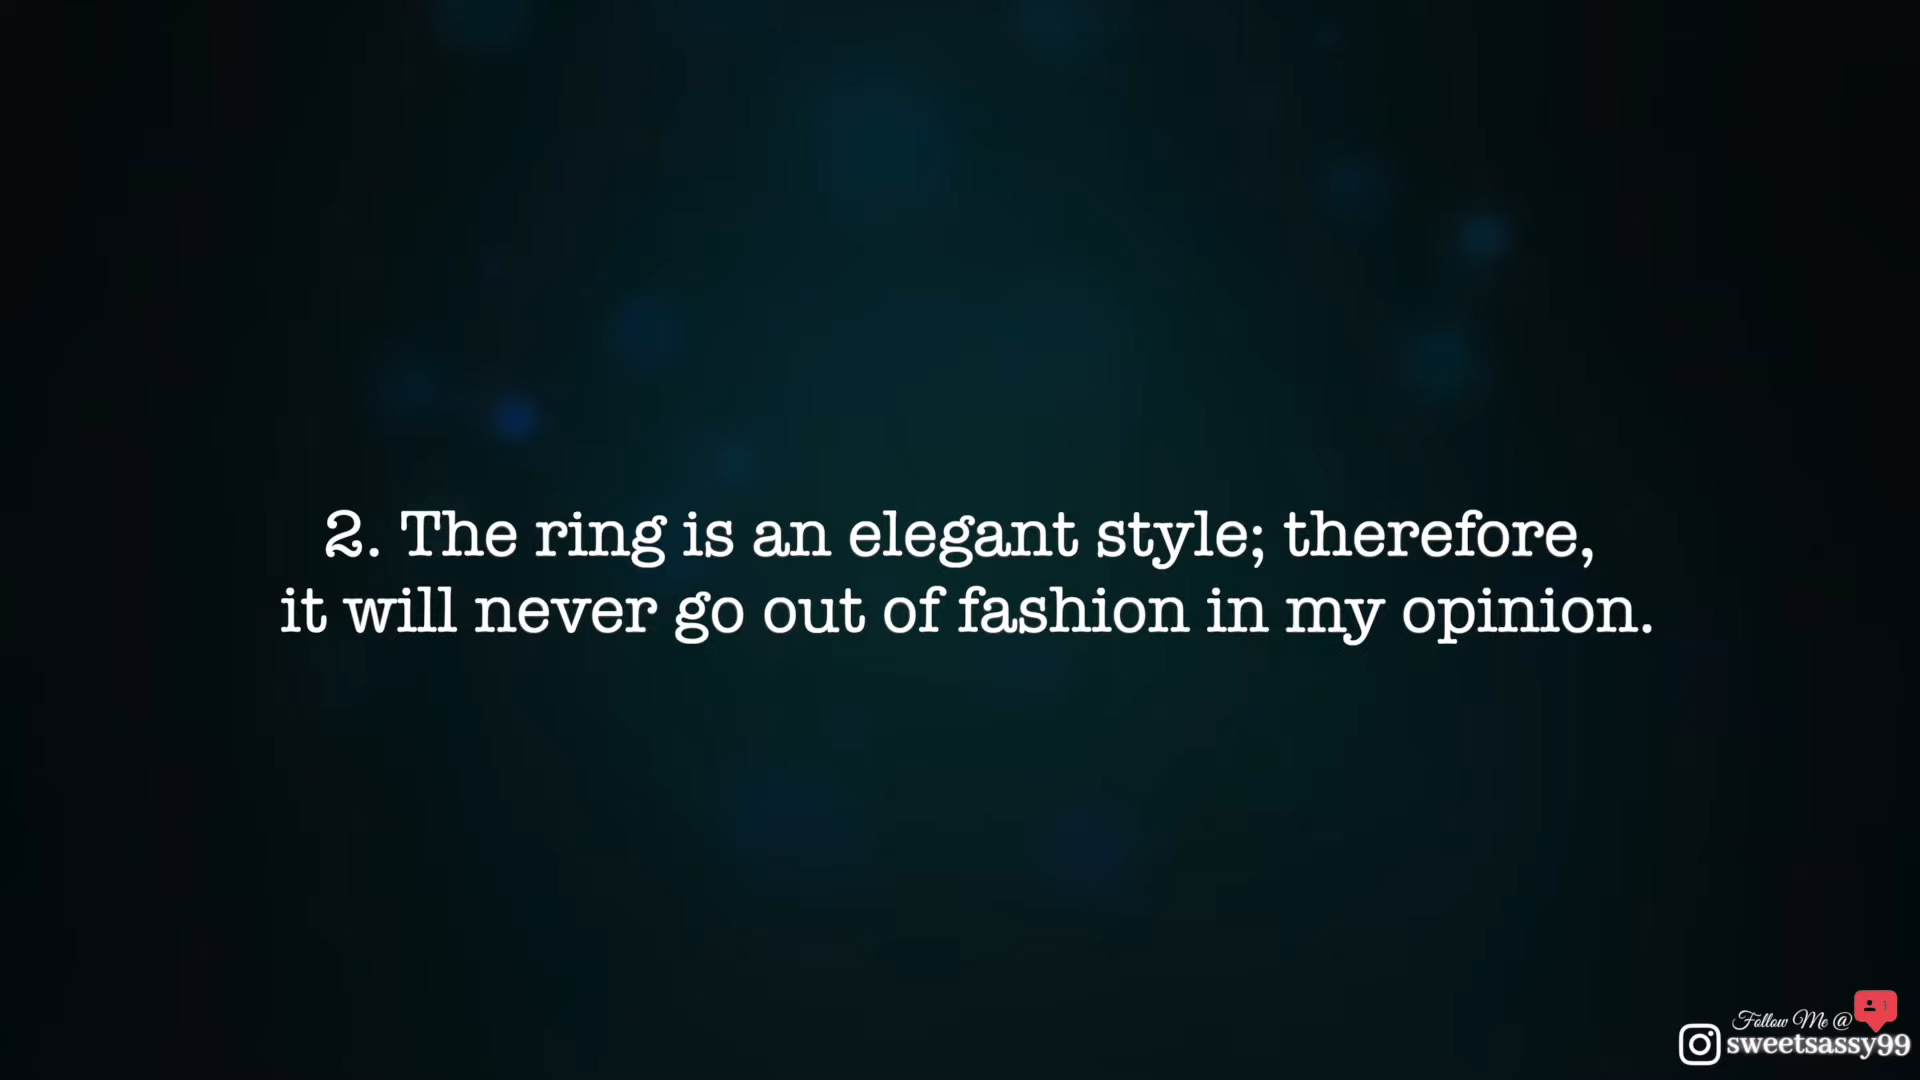 2. The ring is an elegant style; therefore,
it will never go out of fashion in my opinion.
Follow Me @
1
sweetsassy99